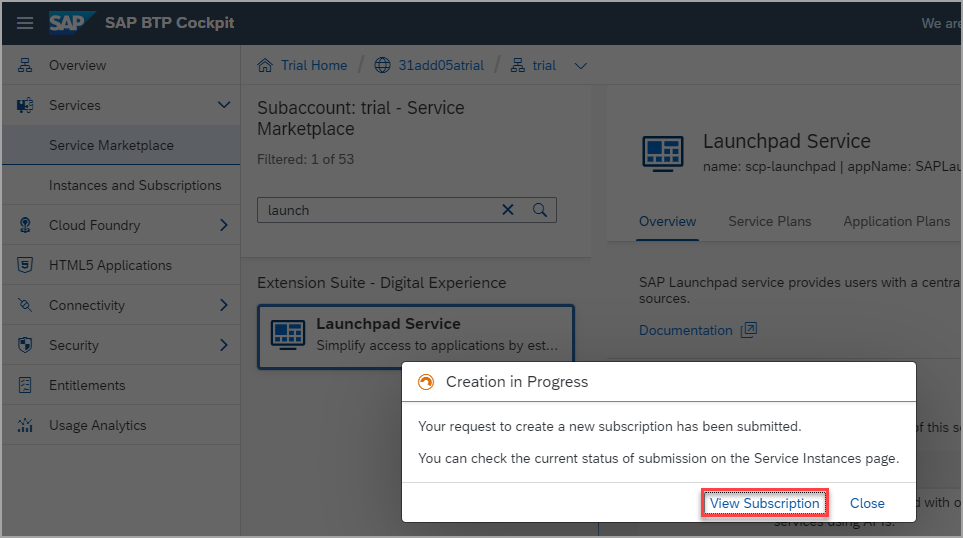 SAP SAP BTP Cockpit
We are
Overview
Services
Service Marketplace
Instances and Subscriptions
Cloud Foundry
HTML5 Applications
Connectivity
Security
Entitlements
Usage Analytics
Trial Home / 31add05atrial / trial
Subaccount: trial - Service
Marketplace
Filtered: 1 of 53
launch
Extension Suite - Digital Experience
Launchpad Service
Simplify access to applications by est...
Launchpad Service
name: scp-launchpad | appName: SAPLau
Overview
Service Plans
Application Plans
SAP Launchpad service provides users with a centra
sources.
Documentation
Creation in Progress
Your request to create a new subscription has been submitted.
You can check the current status of submission on the Service Instances page.
View Subscription
Close
of this se
d with o
services using APIs.